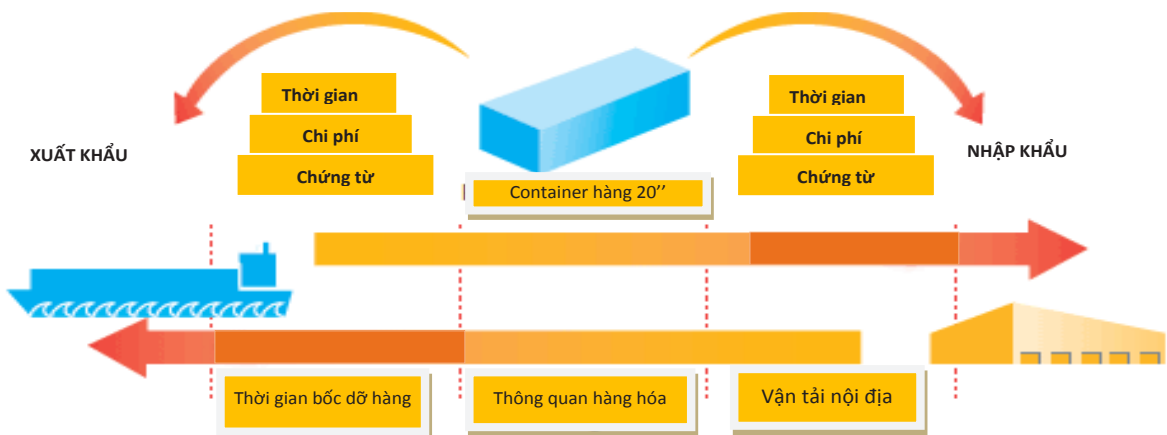 Thời gian
Chi phí
Chứng từ
XUẤT KHẨU
Container hàng 20’’
Thời gian
Chi phí
Chứng từ
NHẬP KHẨU
Thời gian bốc dỡ hàng
Thông quan hàng hóa
Vận tải nội địa